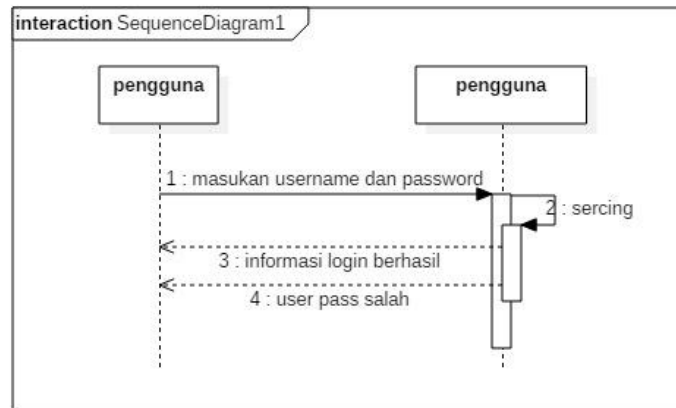 interaction SequenceDiagram1
pengguna
pengguna
1 : masukan username dan password
2 : sercing
3 : informasi login berhasil
4 : user pass salah